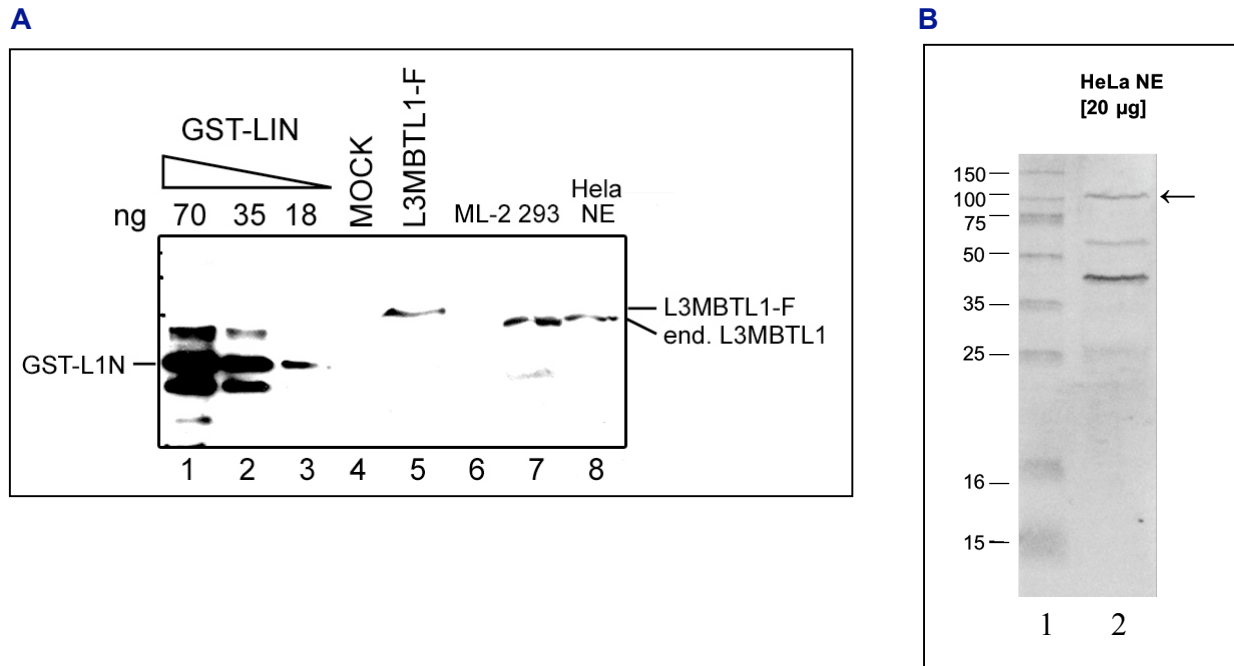 A
GST-LIN
MOCK
L3MBTL1-F
ng 70 35 18 ML-2 293 Hela NE
L3MBTL1-F
end. L3MBTL1
GST-L1N
1 2 3 4 5 6 7 8
B
HeLa NE
[20 µg]
150
100
75
50
35
25
16
15
1 2